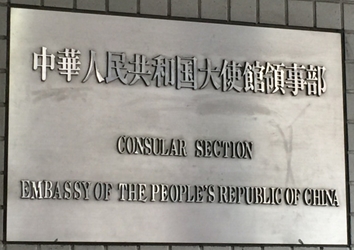 中華人民共和国大使館領事部
CONSULAR SECTION
EMBASSY OF THE PEOPLE'S REPUBLIC OF CHINA